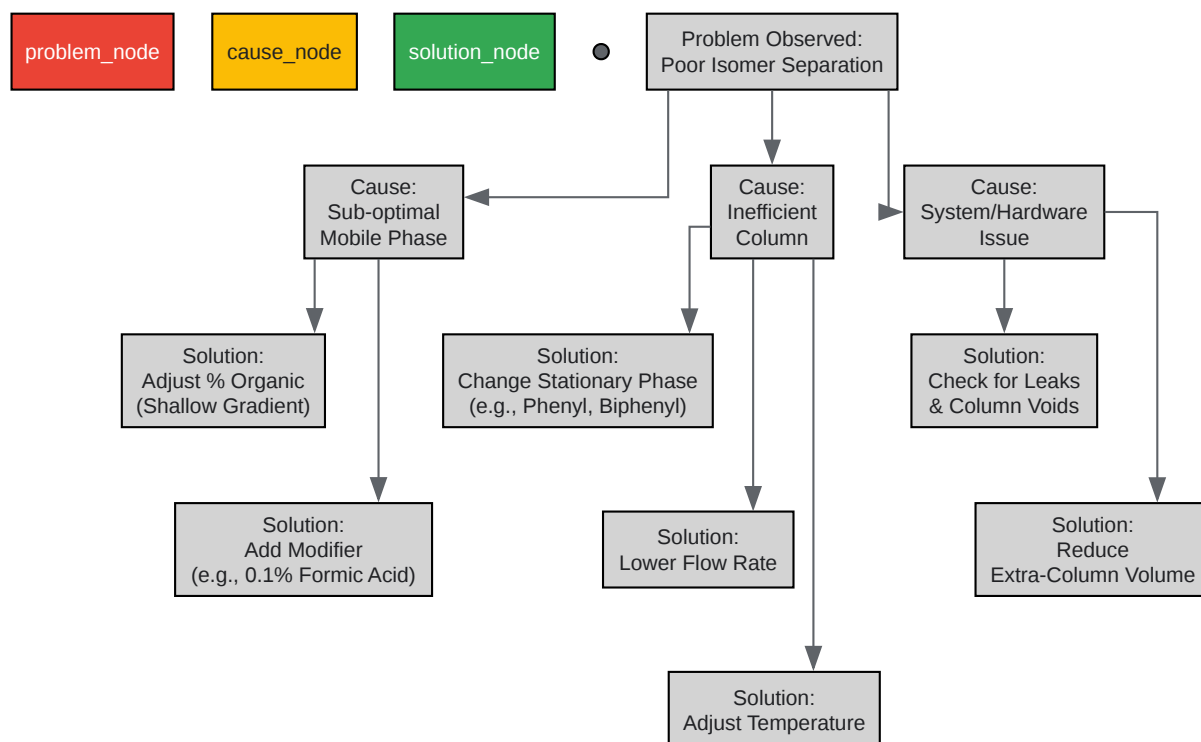 problem_node
cause_node
solution_node
Problem Observed:
Poor Isomer Separation
Cause:
Sub-optimal
Mobile Phase
Cause:
Inefficient
Column
Cause:
System/Hardware
Issue
Solution:
Adjust % Organic
(Shallow Gradient)
Solution:
Change Stationary Phase
(e.g., Phenyl, Biphenyl)
Solution:
Check for Leaks
& Column Voids
Solution:
Add Modifier
(e.g., 0.1% Formic Acid)
Solution:
Lower Flow Rate
Solution:
Reduce
Extra-Column Volume
Solution:
Adjust Temperature